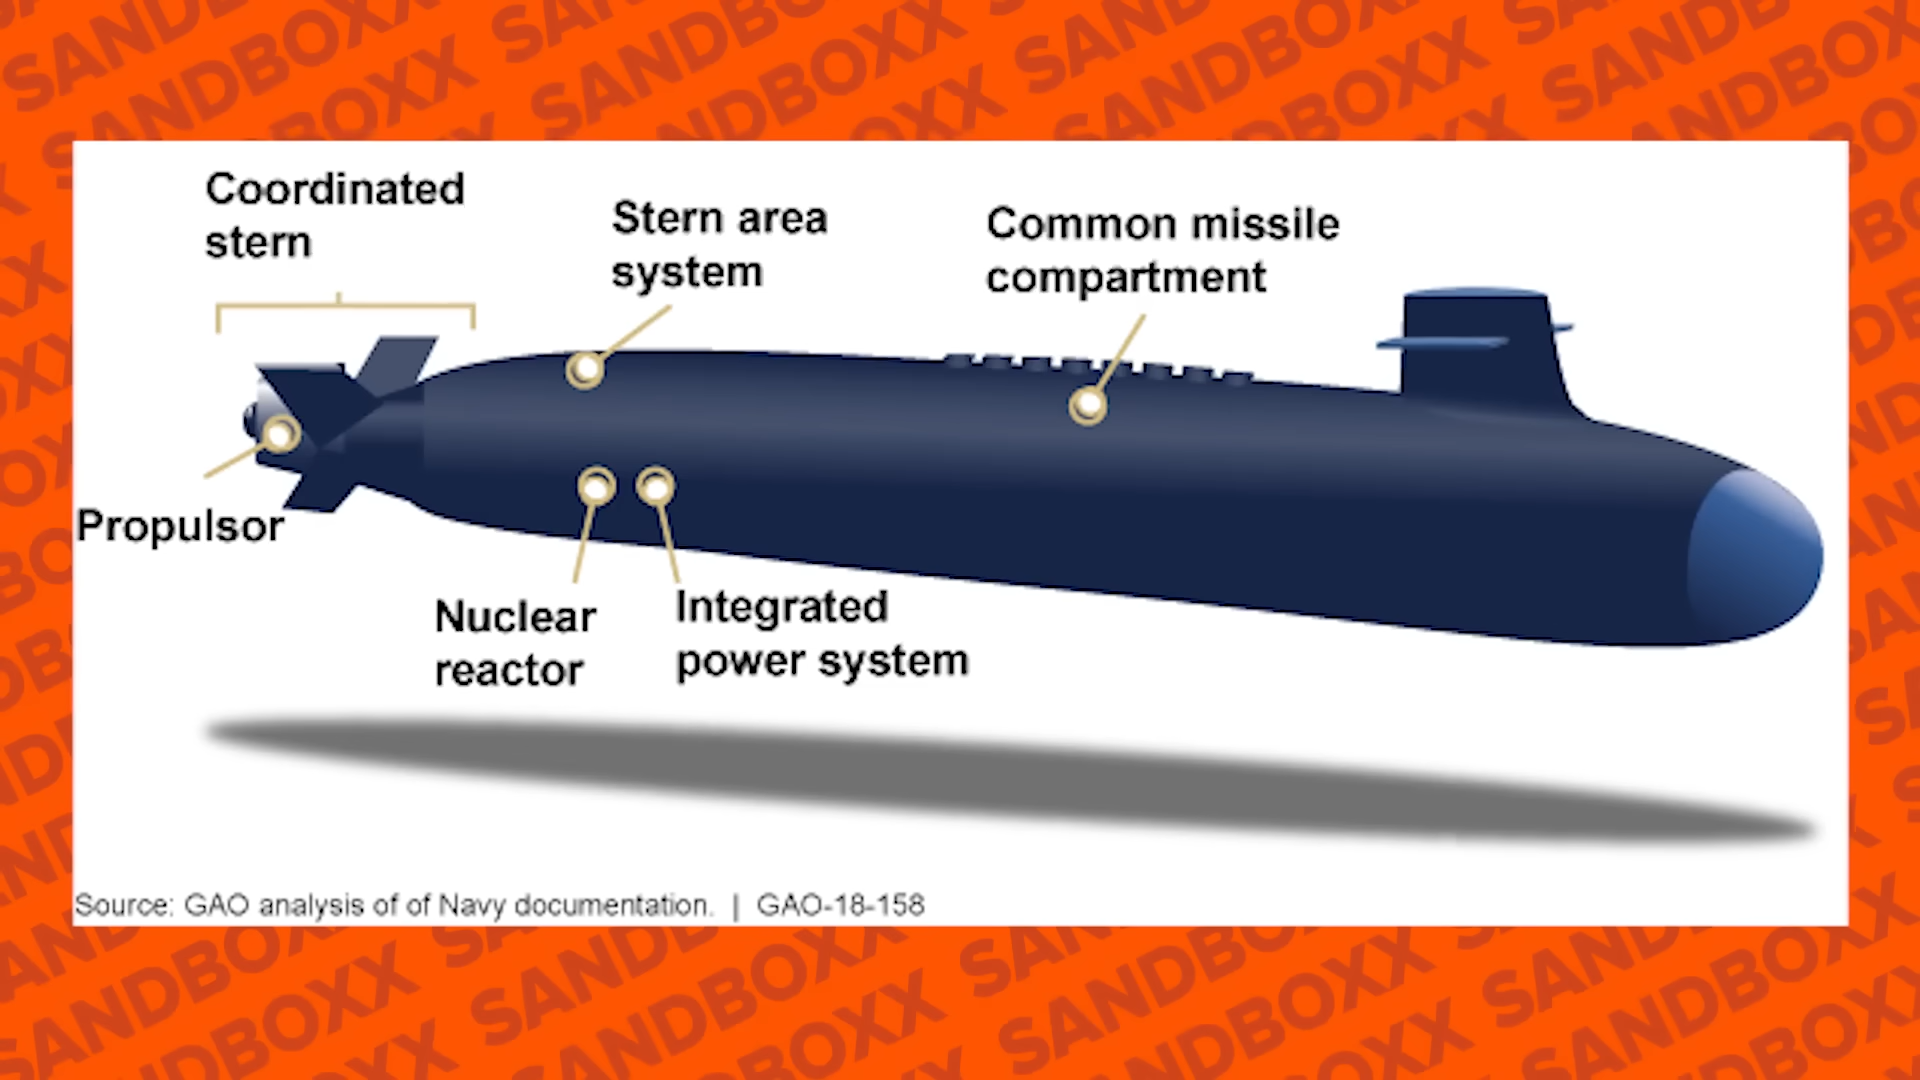 Coordinated
stern
Stern area
system
Common missile
compartment
Propulsor
Nuclear
reactor
Integrated
power system
Source: GAO analysis of of Navy documentation. | GAO-18-158
SANDBOXX